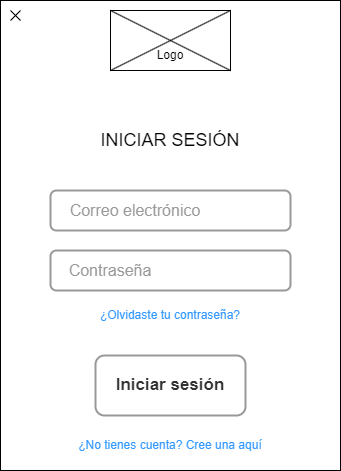 Logo
INICIAR SESIÓN
Correo electrónico
Contraseña
¿Olvidaste tu contraseña?
Iniciar sesión
¿No tienes cuenta? Cree una aquí